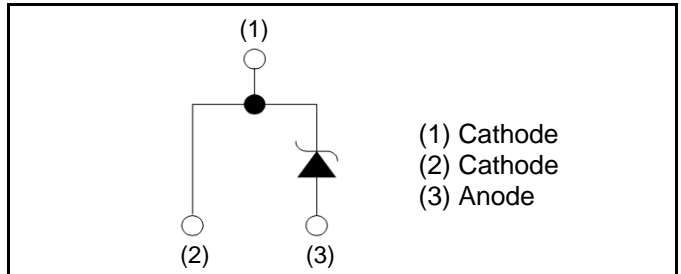 (1)
(1) Cathode
(2) Cathode
(3) Anode
(2) (3)